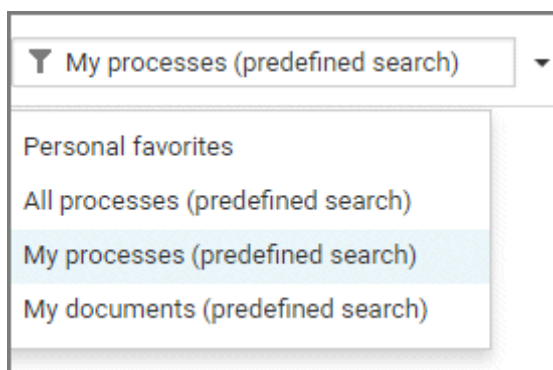 My processes (predefined search)
Personal favorites
All processes (predefined search)
My processes (predefined search)
My documents (predefined search)